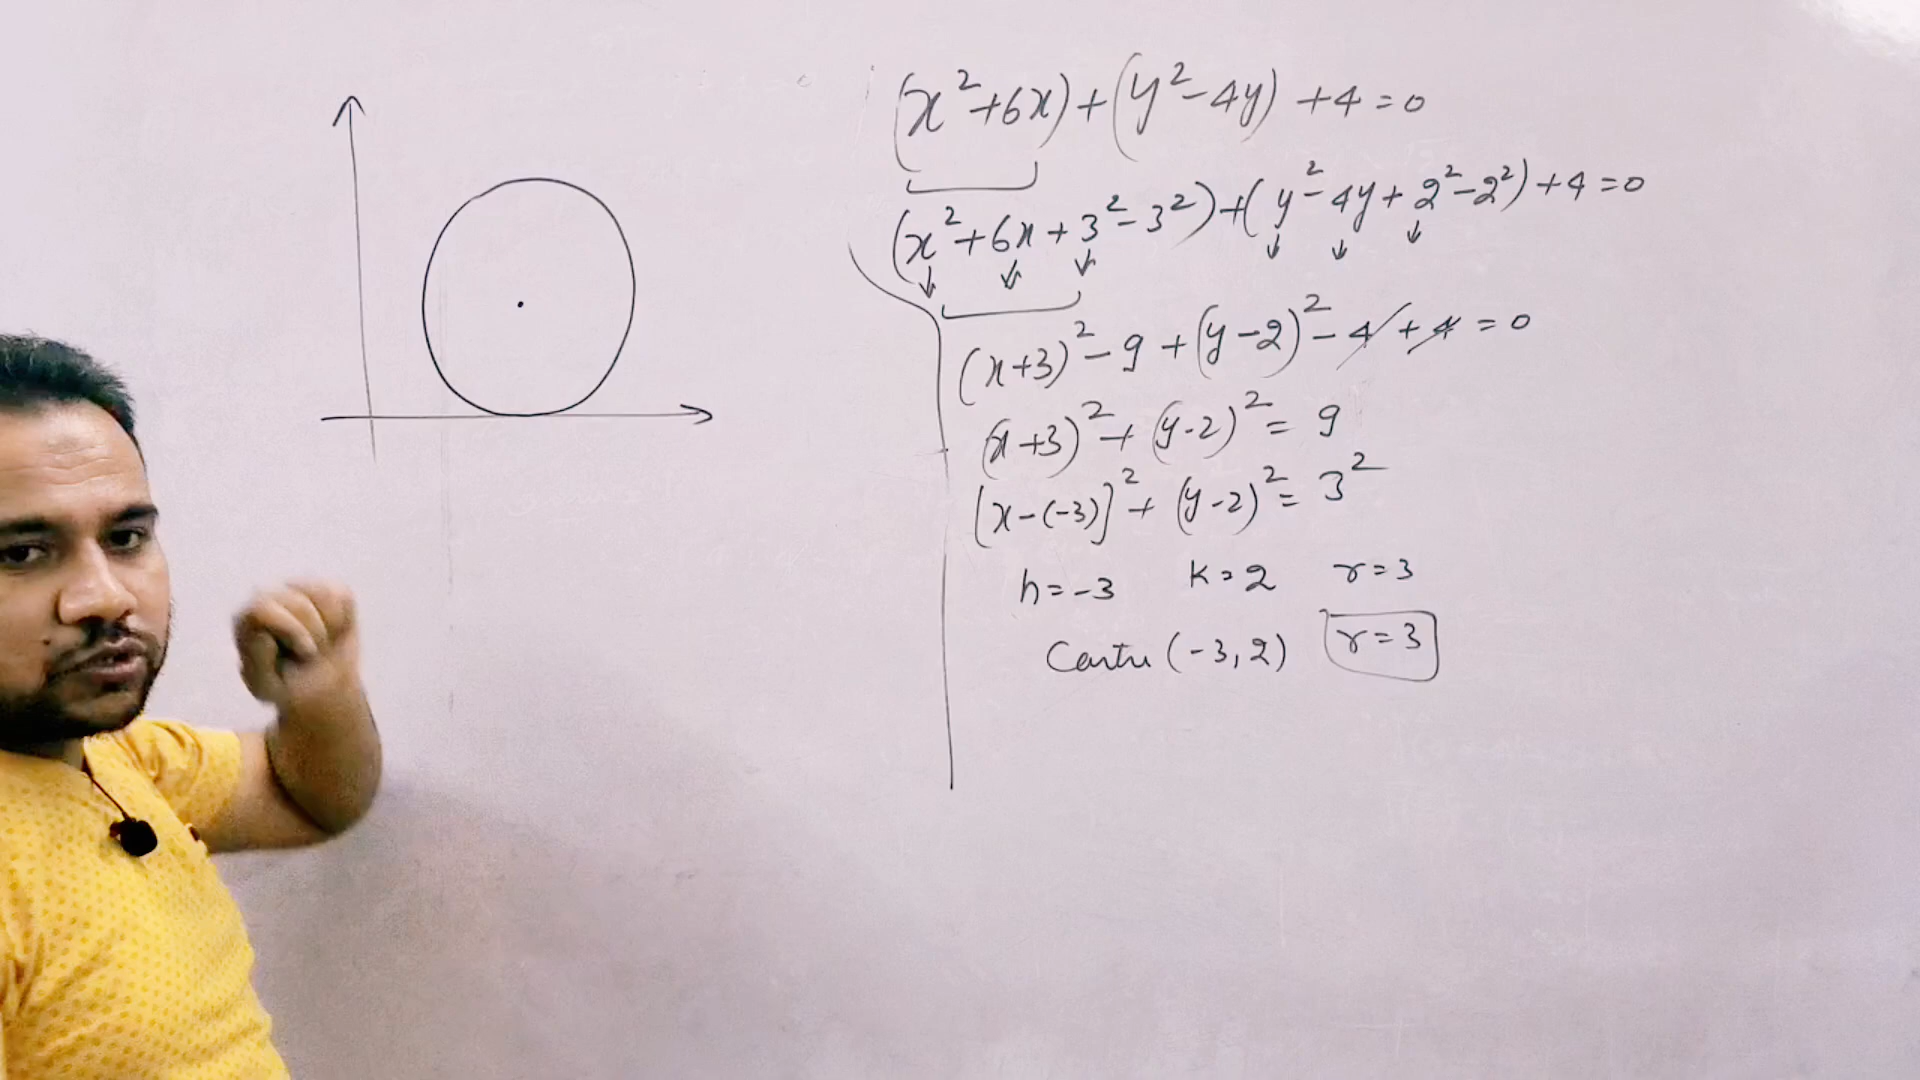 (x²+6x)+(y²-4y) +4=0
(x²+6x+3²-3²)+(y²-4y+2²-2²)+4=0
(x+3)²-9+(y-2)²-4+4=0
(x+3)²+(y-2)²=9
[x-(-3)]²+(y-2)²=3²
h=-3 k=2 r=3
Centre (-3,2) r=3